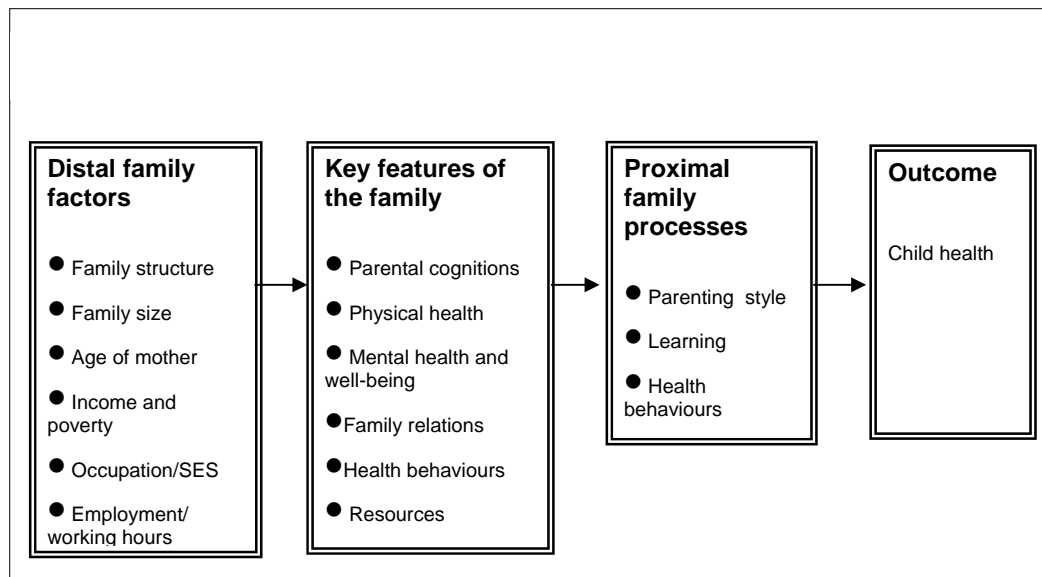 Distal family
factors
● Family structure
● Family size
● Age of mother
● Income and
poverty
● Occupation/SES
● Employment/
working hours
Key features of
the family
● Parental cognitions
● Physical health
● Mental health and
well-being
●Family relations
●Health behaviours
● Resources
Proximal
family
processes
● Parenting style
● Learning
● Health
behaviours
Outcome
Child health